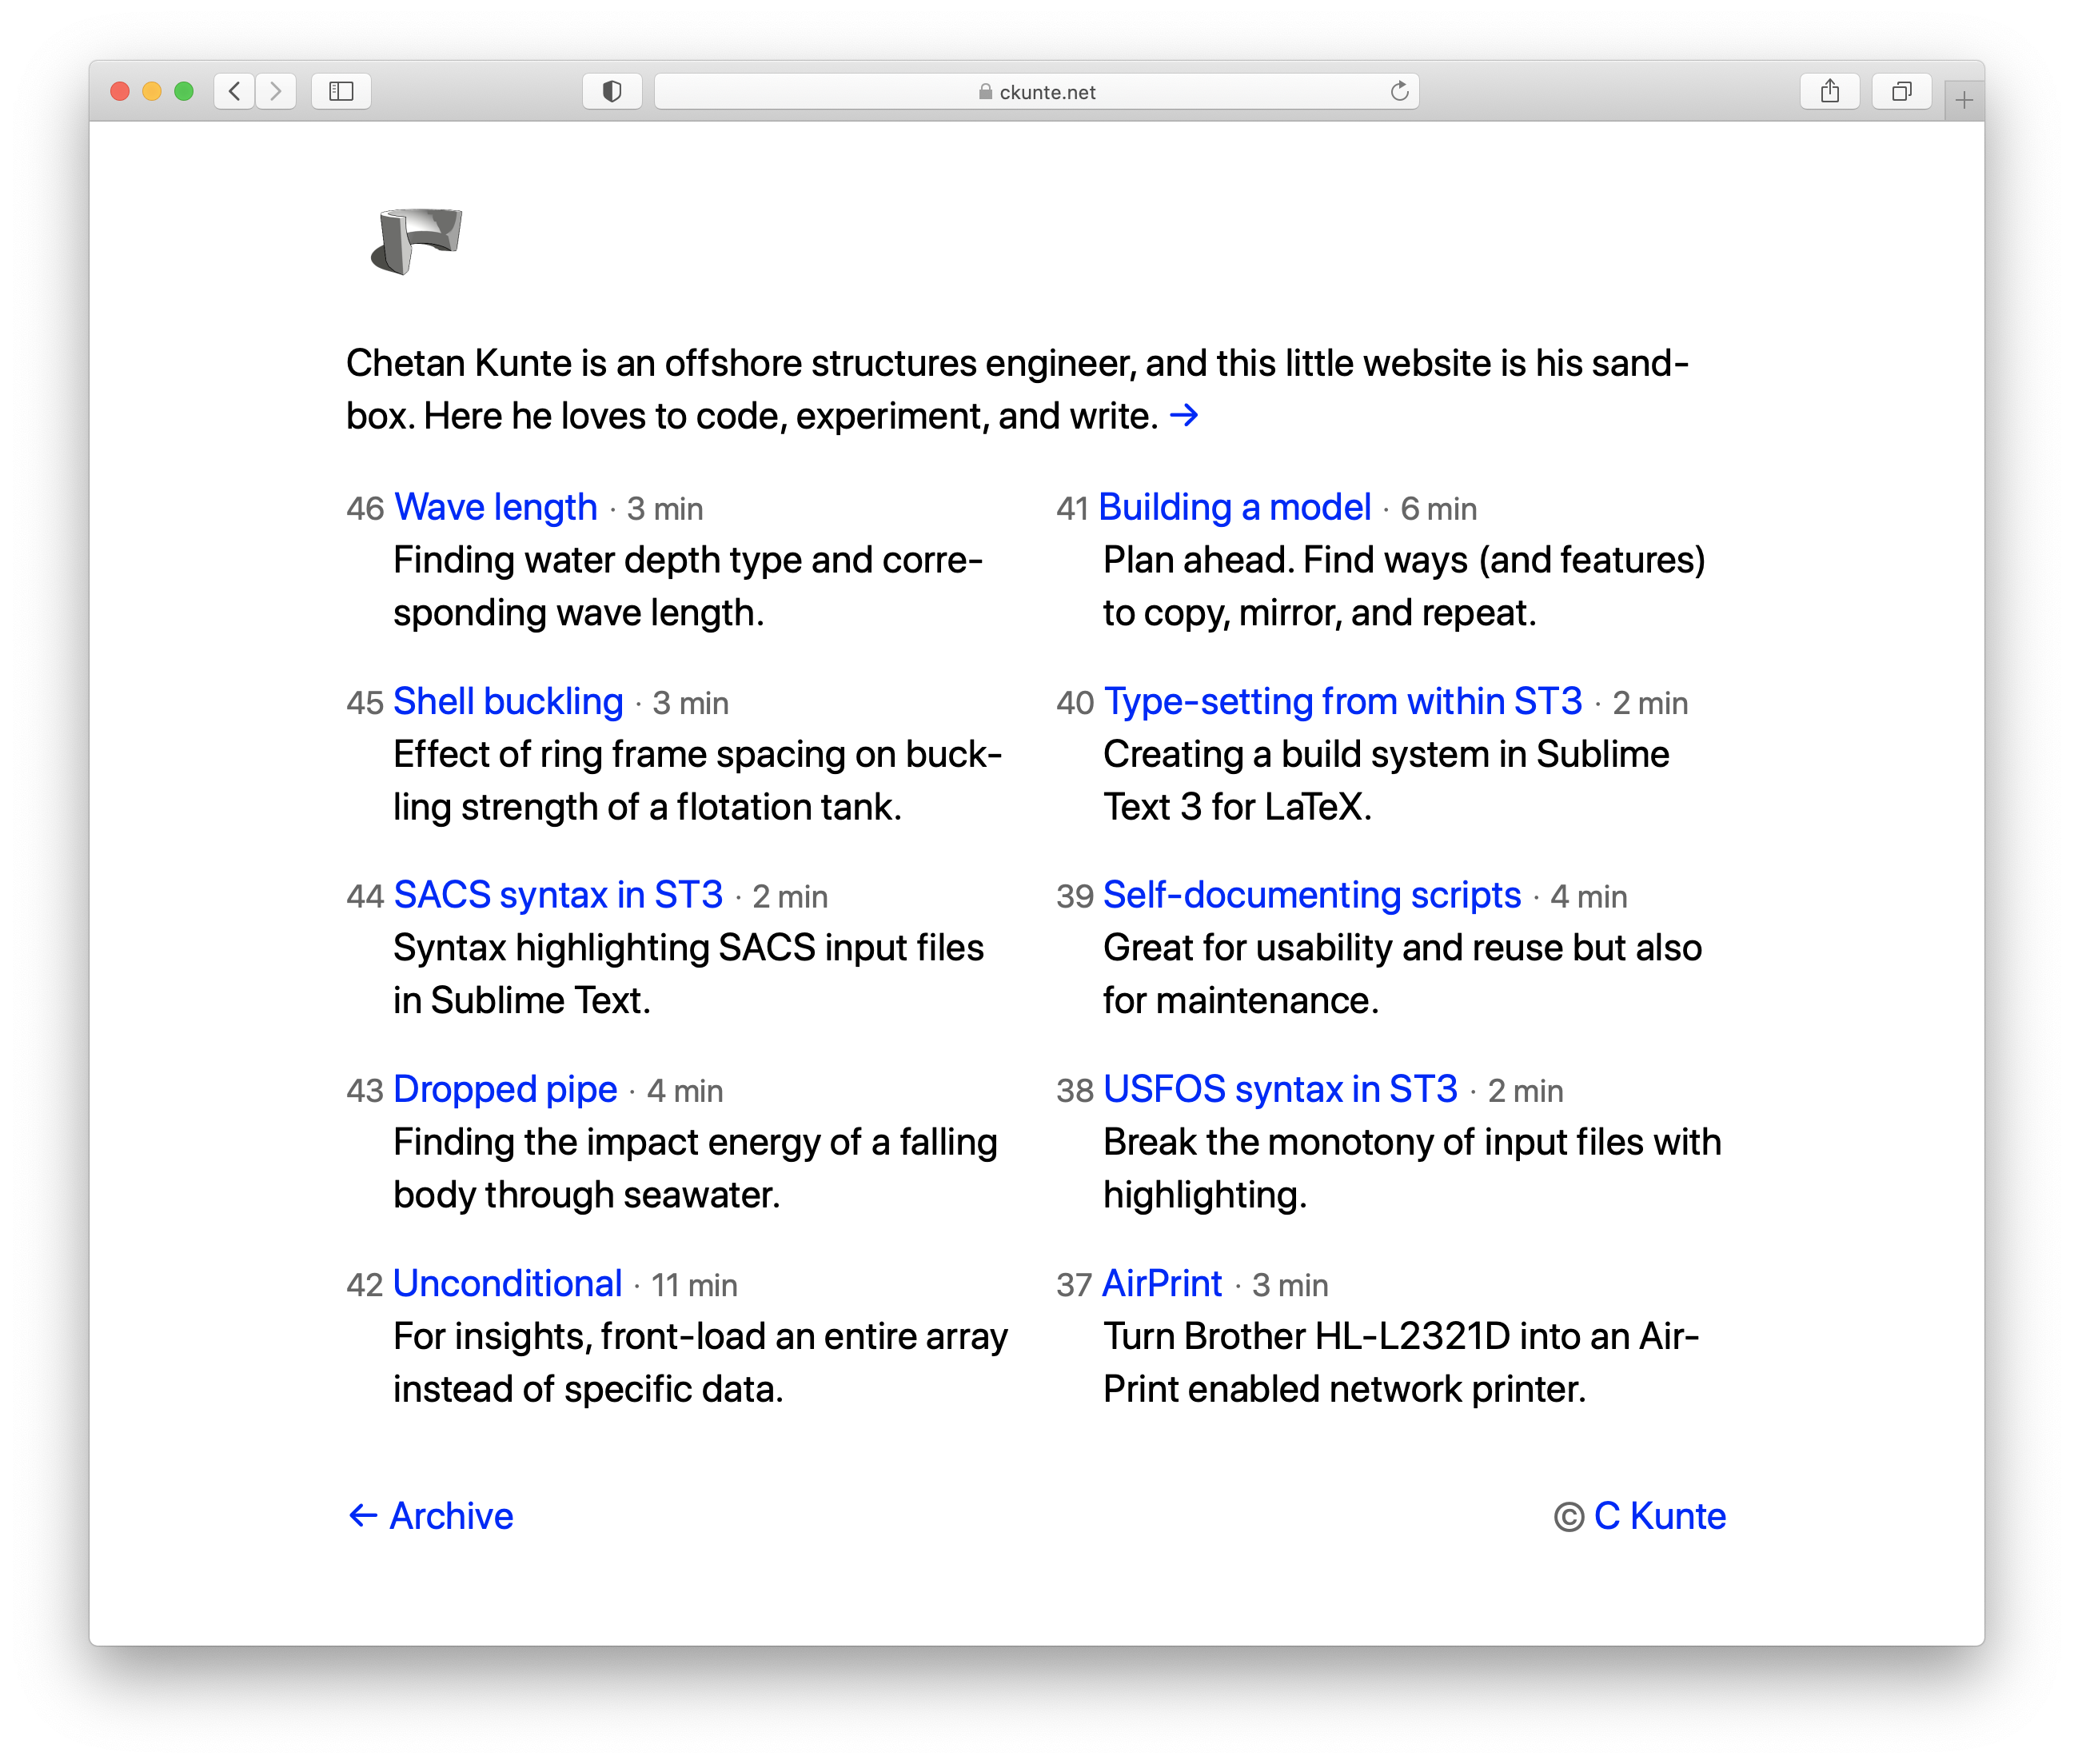 ckunte.net
Chetan Kunte is an offshore structures engineer, and this little website is his sand-
box. Here he loves to code, experiment, and write. →
46 Wave length · 3 min
Finding water depth type and corre-
sponding wave length.
45 Shell buckling · 3 min
Effect of ring frame spacing on buck-
ling strength of a flotation tank.
44 SACS syntax in ST3 · 2 min
Syntax highlighting SACS input files
in Sublime Text.
43 Dropped pipe · 4 min
Finding the impact energy of a falling
body through seawater.
42 Unconditional · 11 min
For insights, front-load an entire array
instead of specific data.
41 Building a model · 6 min
Plan ahead. Find ways (and features)
to copy, mirror, and repeat.
40 Type-setting from within ST3 · 2 min
Creating a build system in Sublime
Text 3 for LaTeX.
39 Self-documenting scripts · 4 min
Great for usability and reuse but also
for maintenance.
38 USFOS syntax in ST3 · 2 min
Break the monotony of input files with
highlighting.
37 AirPrint · 3 min
Turn Brother HL-L2321D into an Air-
Print enabled network printer.
← Archive
© C Kunte